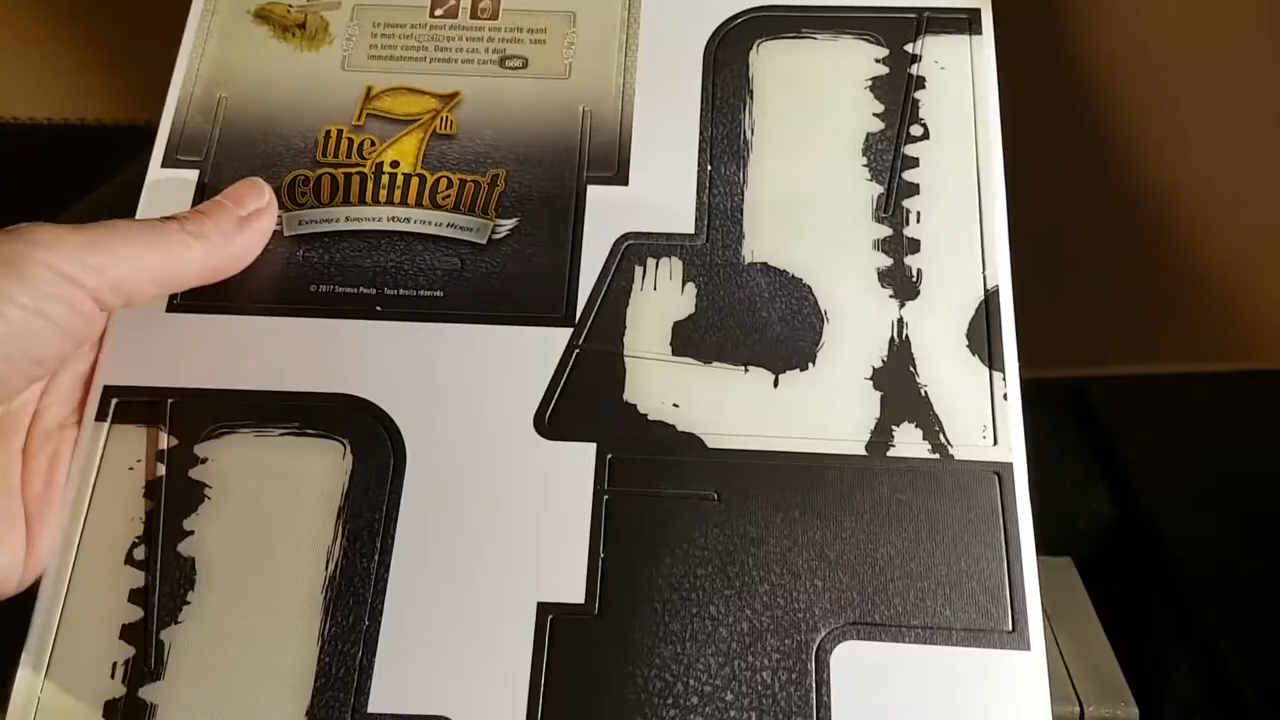 Le joueur actif peut défausser une carte ayant
le mot-clef spectre qu'il vient de révéler, sans
en tenir compte. Dans ce cas, il doit
immédiatement prendre une carte 666
the 7th
continent
EXPLOREZ SURVIVEZ VOUS ÊTES LE HÉROS !
© 2017 Serious Poulp - Tous droits réservés